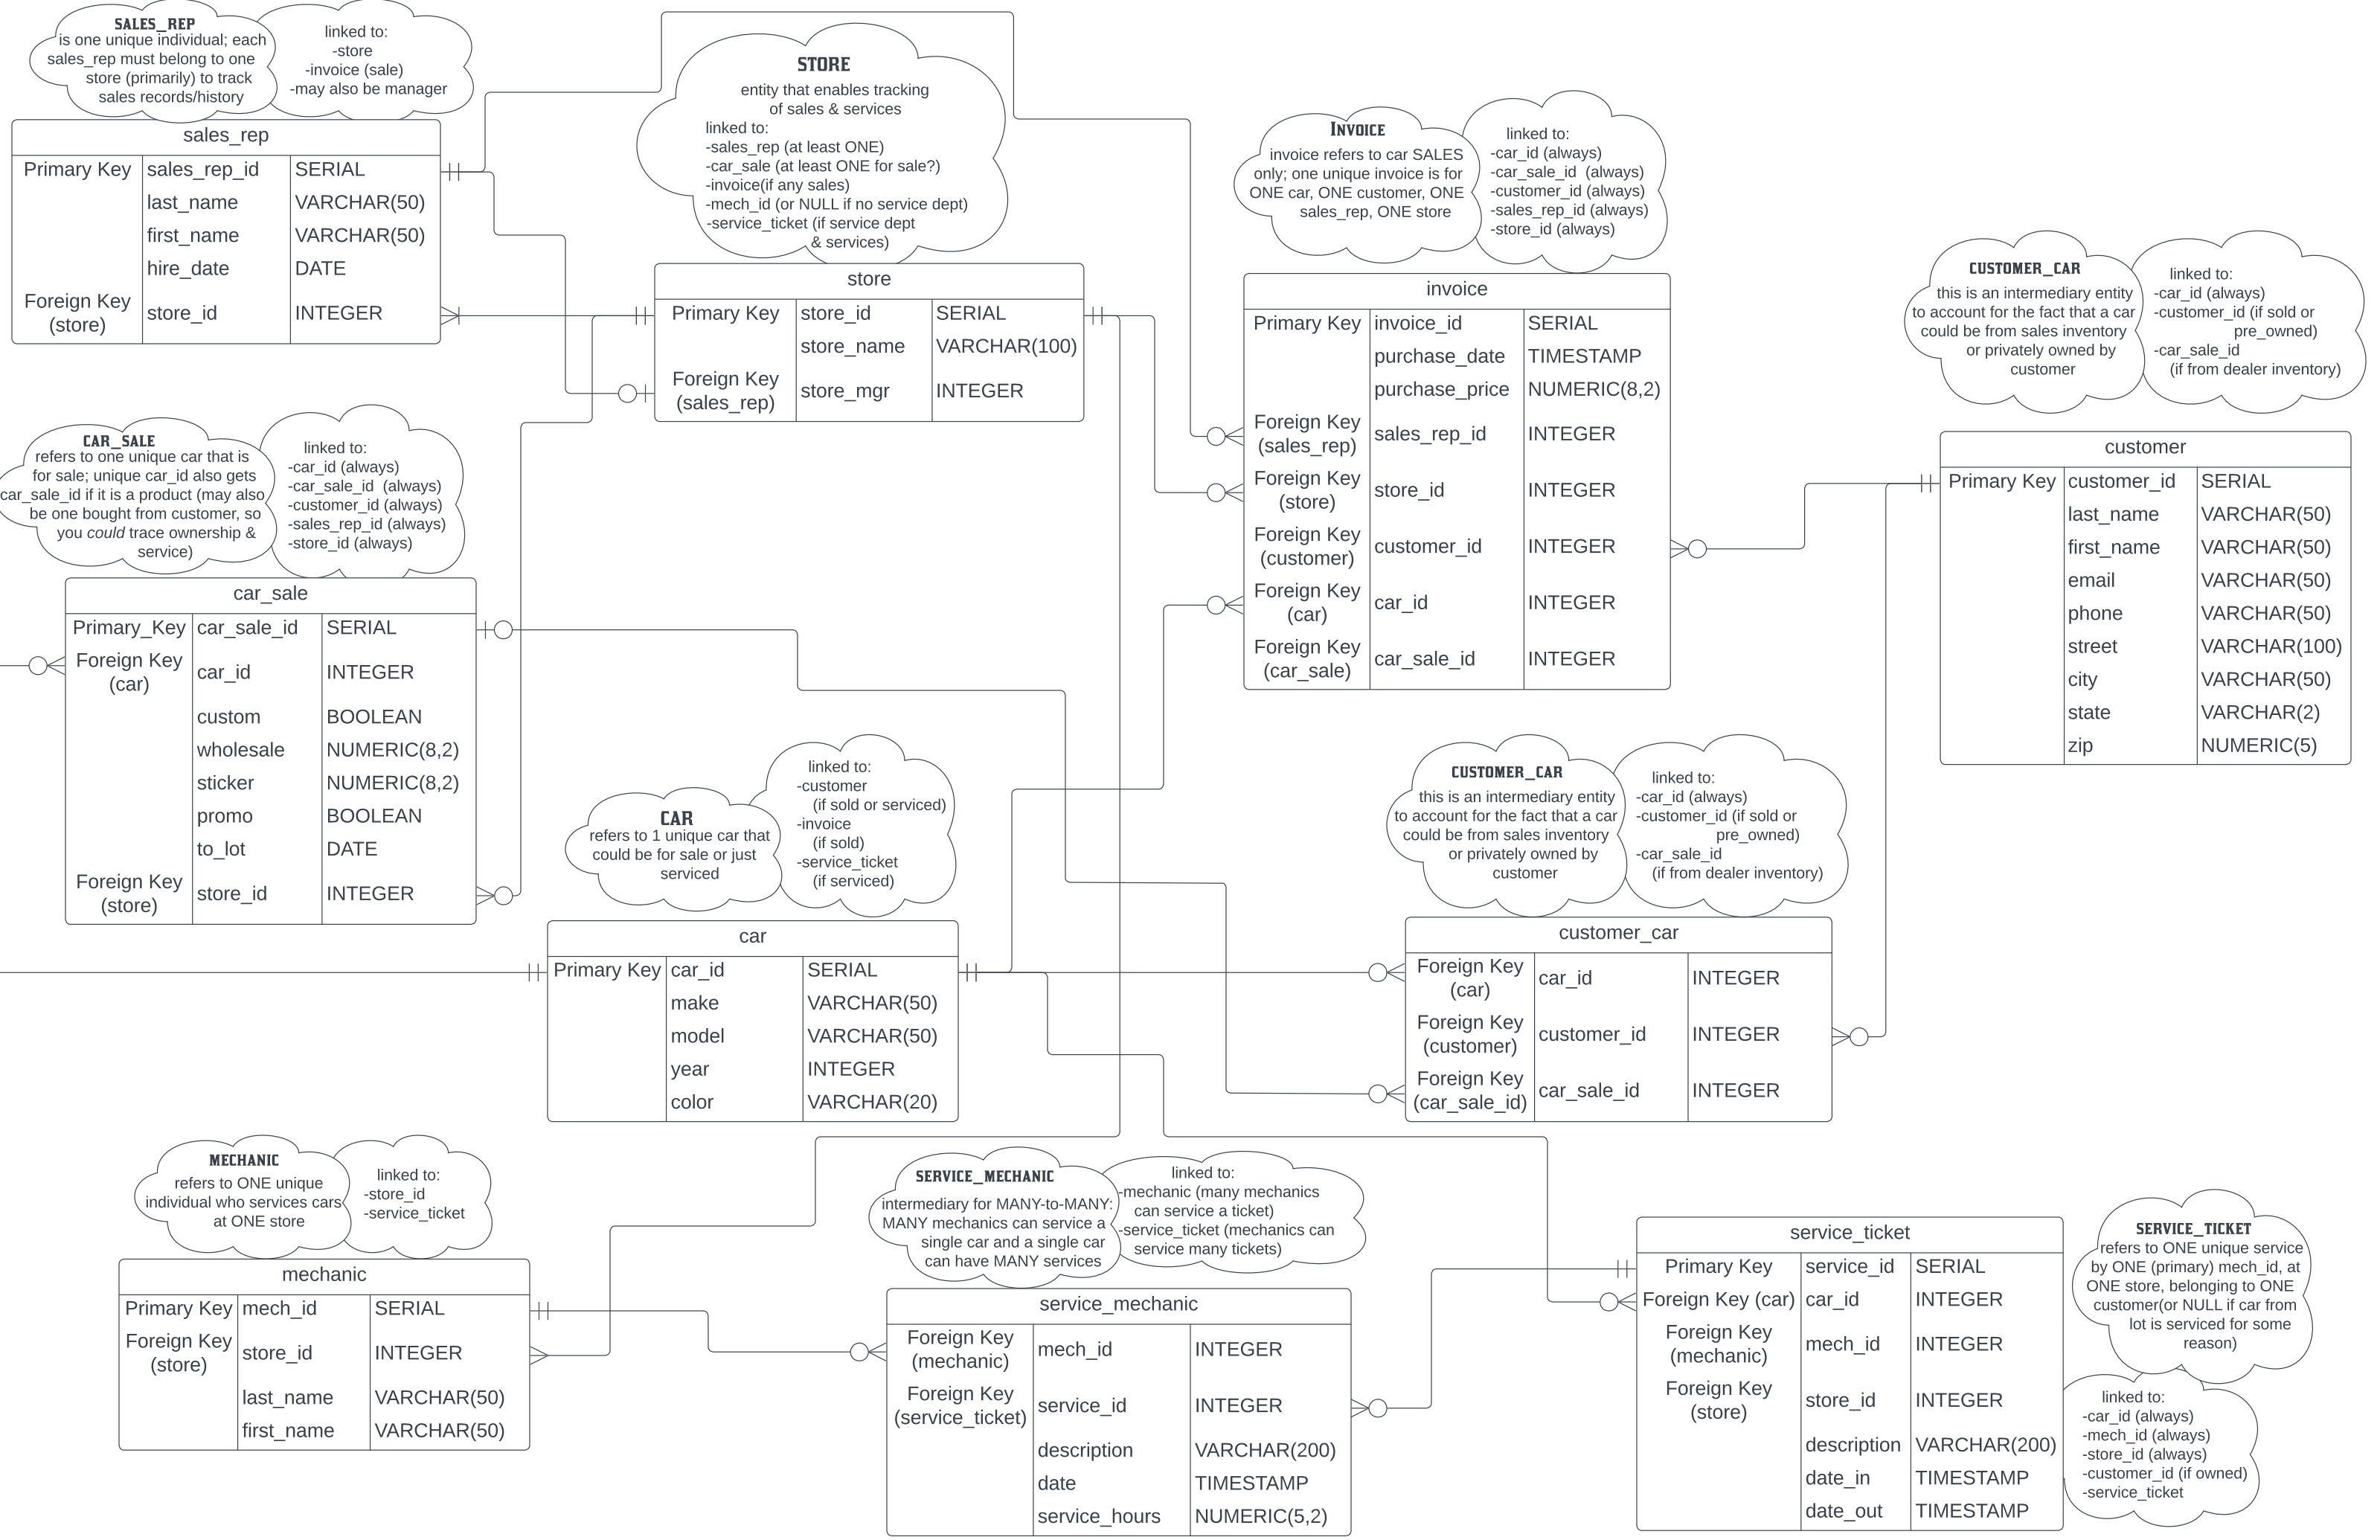 SALES_REP
is one unique individual; each
sales_rep must belong to one
store (primarily) to track
sales records/history
linked to:
-store
-invoice (sale)
-may also be manager
sales_rep
Primary Key sales_rep_id SERIAL
last_name VARCHAR(50)
first_name VARCHAR(50)
hire_date DATE
Foreign Key
(store) store_id INTEGER
STORE
entity that enables tracking
of sales & services
linked to:
-sales_rep (at least ONE)
-car_sale (at least ONE for sale?)
-invoice(if any sales)
-mech_id (or NULL if no service dept)
-service_ticket (if service dept
& services)
store
Primary Key store_id SERIAL
store_name VARCHAR(100)
Foreign Key
(sales_rep) store_mgr INTEGER
INVOICE
invoice refers to car SALES
only; one unique invoice is for
ONE car, ONE customer, ONE
sales_rep, ONE store
linked to:
-car_id (always)
-car_sale_id (always)
-customer_id (always)
-sales_rep_id (always)
-store_id (always)
invoice
Primary Key invoice_id SERIAL
purchase_date TIMESTAMP
purchase_price NUMERIC(8,2)
Foreign Key
(sales_rep) sales_rep_id INTEGER
Foreign Key
(store) store_id INTEGER
Foreign Key
(customer) customer_id INTEGER
Foreign Key
(car) car_id INTEGER
Foreign Key
(car_sale) car_sale_id INTEGER
CUSTOMER_CAR
this is an intermediary entity
to account for the fact that a car
could be from sales inventory
or privately owned by
customer
linked to:
-car_id (always)
-customer_id (if sold or
pre_owned)
-car_sale_id
(if from dealer inventory)
customer
Primary Key customer_id SERIAL
last_name VARCHAR(50)
first_name VARCHAR(50)
email VARCHAR(50)
phone VARCHAR(50)
street VARCHAR(100)
city VARCHAR(50)
state VARCHAR(2)
zip NUMERIC(5)
CAR_SALE
refers to one unique car that is
for sale; unique car_id also gets
car_sale_id if it is a product (may also
be one bought from customer, so
you could trace ownership &
service)
linked to:
-car_id (always)
-car_sale_id (always)
-customer_id (always)
-sales_rep_id (always)
-store_id (always)
car_sale
Primary_Key car_sale_id SERIAL
Foreign Key
(car) car_id INTEGER
custom BOOLEAN
wholesale NUMERIC(8,2)
sticker NUMERIC(8,2)
promo BOOLEAN
to_lot DATE
Foreign Key
(store) store_id INTEGER
CAR
refers to 1 unique car that
could be for sale or just
serviced
linked to:
-customer
(if sold or serviced)
-invoice
(if sold)
-service_ticket
(if serviced)
car
Primary Key car_id SERIAL
make VARCHAR(50)
model VARCHAR(50)
year INTEGER
color VARCHAR(20)
CUSTOMER_CAR
this is an intermediary entity
to account for the fact that a car
could be from sales inventory
or privately owned by
customer
linked to:
-car_id (always)
-customer_id (if sold or
pre_owned)
-car_sale_id
(if from dealer inventory)
customer_car
Foreign Key
(car) car_id INTEGER
Foreign Key
(customer) customer_id INTEGER
Foreign Key
(car_sale_id) car_sale_id INTEGER
MECHANIC
refers to ONE unique
individual who services cars
at ONE store
linked to:
-store_id
-service_ticket
mechanic
Primary Key mech_id SERIAL
Foreign Key
(store) store_id INTEGER
last_name VARCHAR(50)
first_name VARCHAR(50)
SERVICE_MECHANIC
intermediary for MANY-to-MANY:
MANY mechanics can service a
single car and a single car
can have MANY services
linked to:
-mechanic (many mechanics
can service a ticket)
-service_ticket (mechanics can
service many tickets)
service_mechanic
Foreign Key
(mechanic) mech_id INTEGER
Foreign Key
(service_ticket) service_id INTEGER
description VARCHAR(200)
date TIMESTAMP
service_hours NUMERIC(5,2)
service_ticket
Primary Key service_id SERIAL
Foreign Key (car) car_id INTEGER
Foreign Key
(mechanic) mech_id INTEGER
Foreign Key
(store) store_id INTEGER
description VARCHAR(200)
date_in TIMESTAMP
date_out TIMESTAMP
SERVICE_TICKET
refers to ONE unique service
by ONE (primary) mech_id, at
ONE store, belonging to ONE
customer(or NULL if car from
lot is serviced for some
reason)
linked to:
-car_id (always)
-mech_id (always)
-store_id (always)
-customer_id (if owned)
-service_ticket